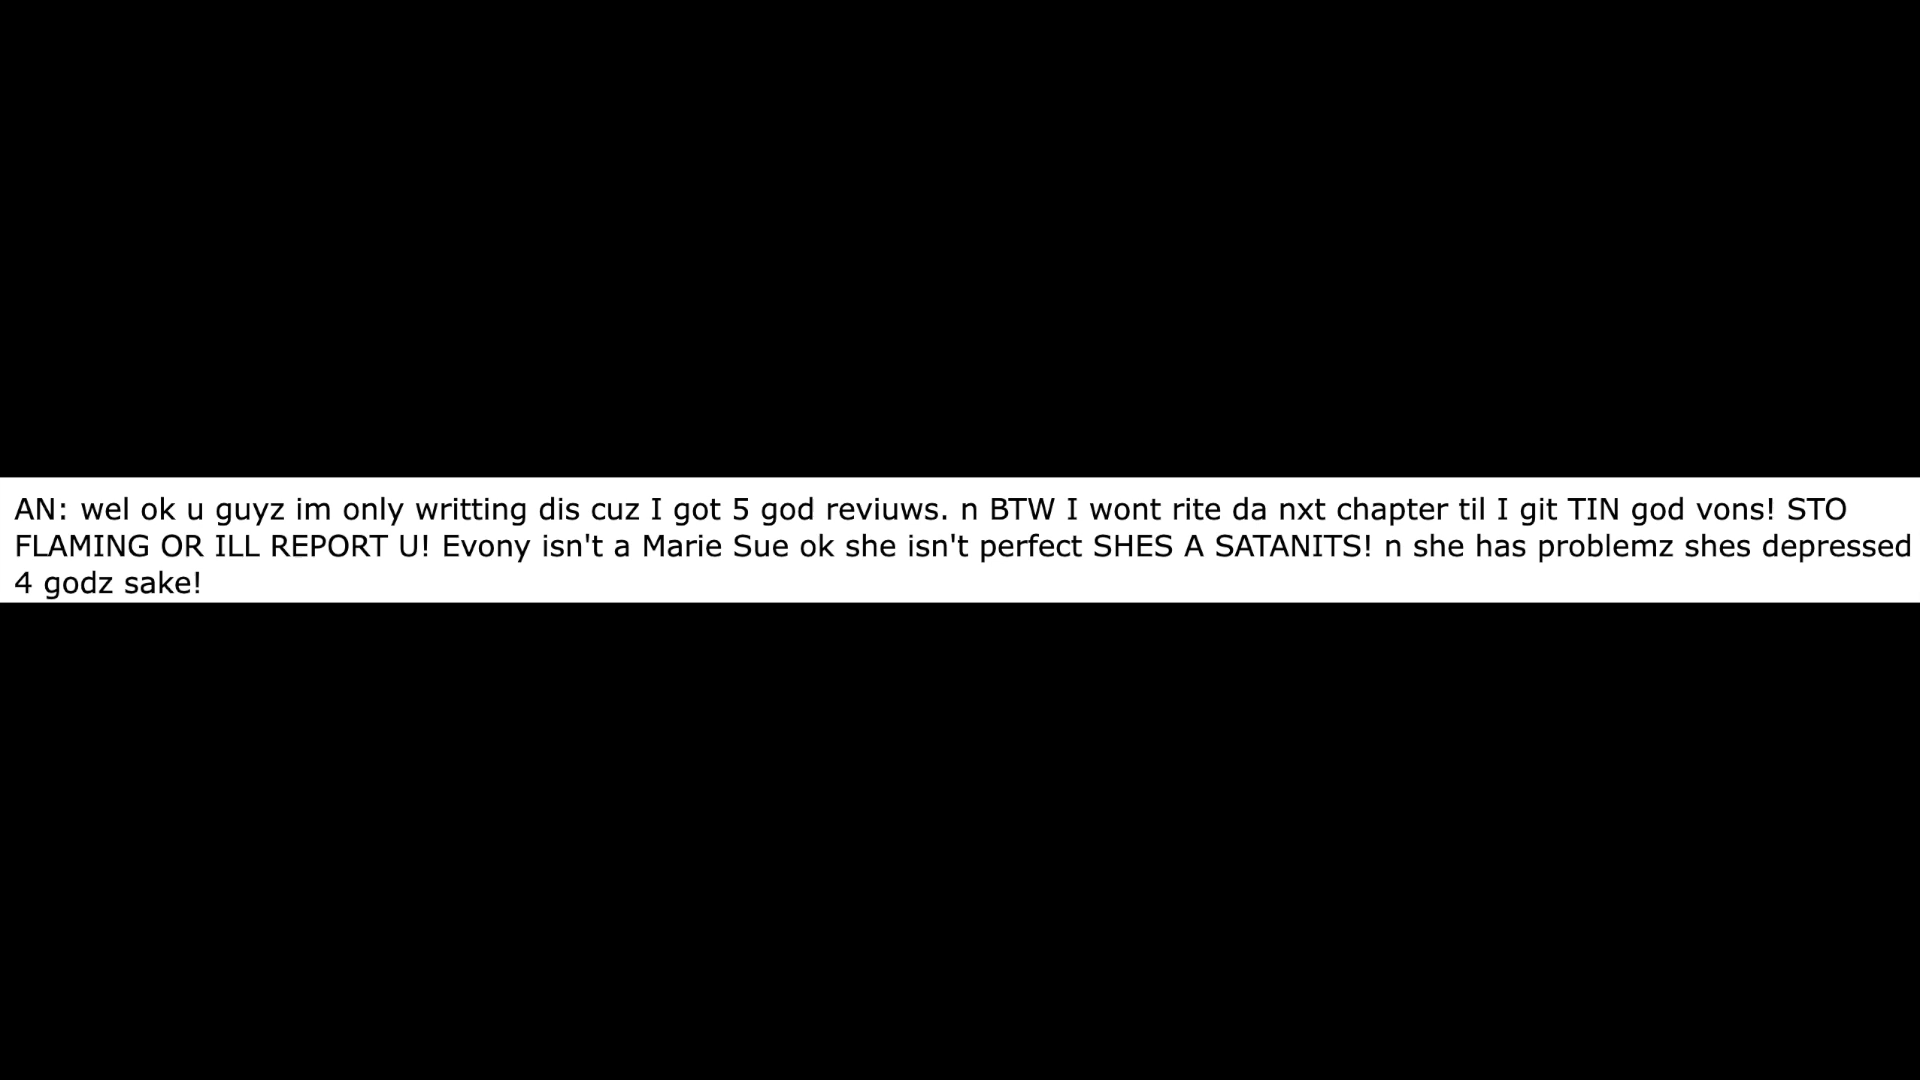 AN: wel ok u guyz im only writting dis cuz I got 5 god reviuws. n BTW I wont rite da nxt chapter til I git TIN god vons! STO
FLAMING OR ILL REPORT U! Evony isn't a Marie Sue ok she isn't perfect SHES A SATANITS! n she has problemz shes depressed
4 godz sake!